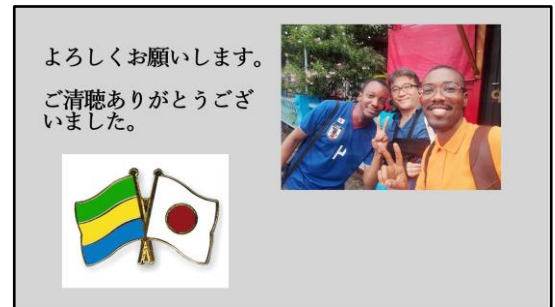 よろしくお願いします。
ご清聴ありがとうござ
いました。